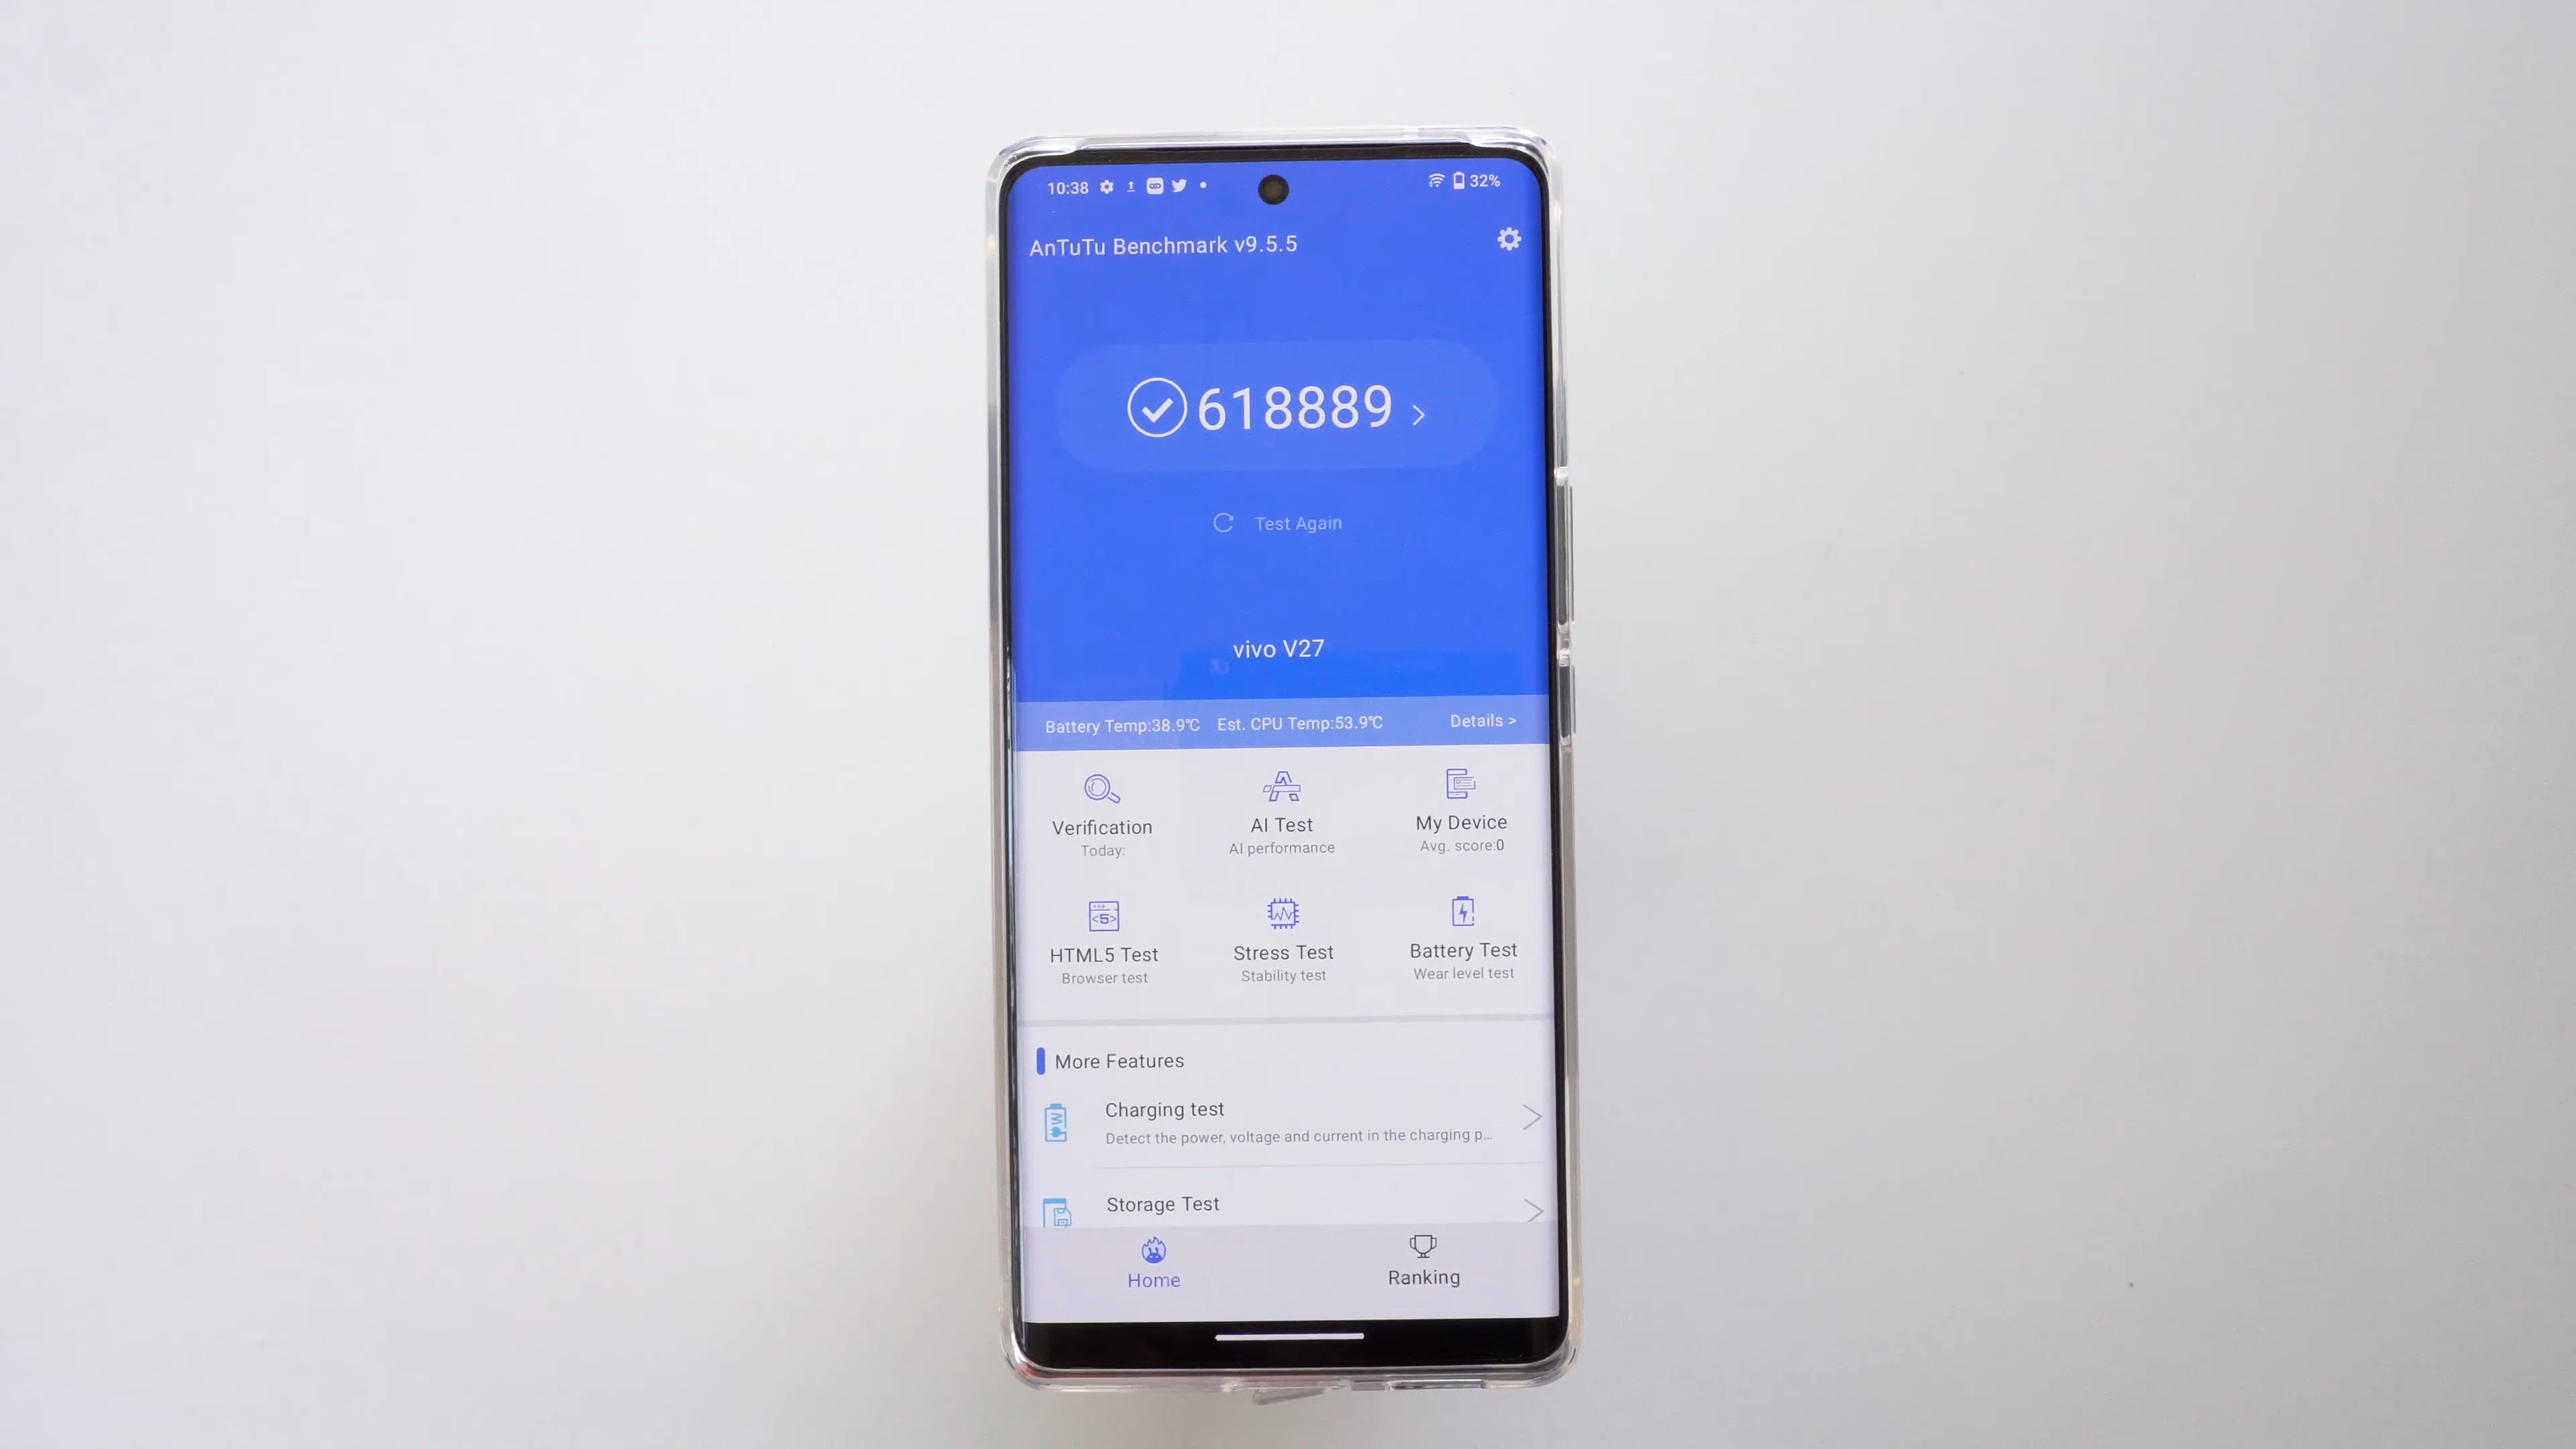 10:38 32%
AnTuTu Benchmark v9.5.5
618889 >
Test Again
vivo V27
Battery Temp:38.9℃ Est. CPU Temp:53.9℃ Details >
Verification AI Test My Device
Today: AI performance Avg. score:0
HTML5 Test Stress Test Battery Test
Browser test Stability test Wear level test
More Features
Charging test
Detect the power, voltage and current in the charging p...
Storage Test
Home Ranking